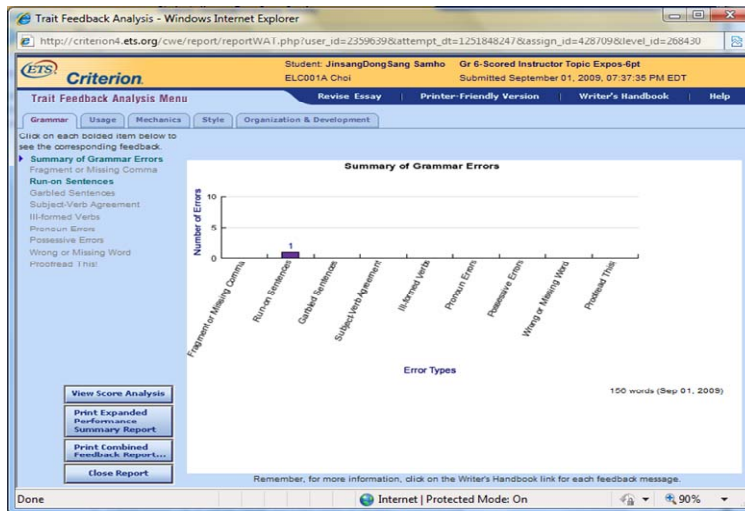 Trait Feedback Analysis - Windows Internet Explorer
http://criterion4.ets.org/cwe/report/reportWAT.php?user_id=2359639&attempt_dt=1251848247&assign_id=428709&level_id=268430
ETS Criterion
Student: JinsangDongSang Samho Gr 6-Scored Instructor Topic Expos-6pt
ELC001A Choi Submitted September 01, 2009, 07:37:35 PM EDT
Trait Feedback Analysis Menu Revise Essay | Printer-Friendly Version | Writer's Handbook | Help
Grammar Usage Mechanics Style Organization & Development
Click on each bolded item below to
see the corresponding feedback.
Summary of Grammar Errors
Fragment or Missing Comma
Run-on Sentences
Garbled Sentences
Subject-Verb Agreement
Ill-formed Verbs
Pronoun Errors
Possessive Errors
Wrong or Missing Word
Proofread This!
Summary of Grammar Errors
Number of Errors
10
5
0
1
Fragment or Missing Comma
Run-on Sentences
Garbled Sentences
Subject-Verb Agreement
Ill-formed Verbs
Pronoun Errors
Possessive Errors
Wrong or Missing Word
Proofread This!
Error Types
150 words (Sep 01, 2009)
View Score Analysis
Print Expanded
Performance
Summary Report
Print Combined
Feedback Report...
Close Report
Remember, for more information, click on the Writer's Handbook link for each feedback message.
Done Internet | Protected Mode: On 90%